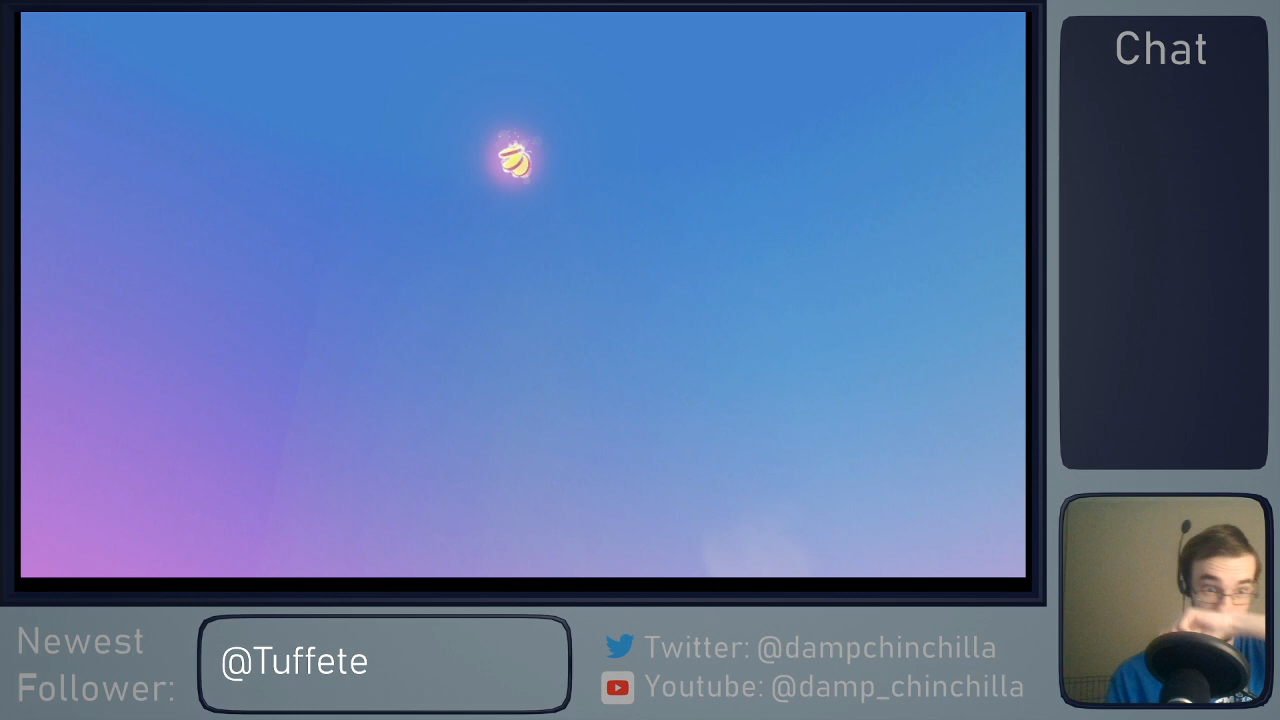 Chat
Newest
Follower:
@Tuffete
Twitter: @dampchinchilla
Youtube: @damp_chinchilla